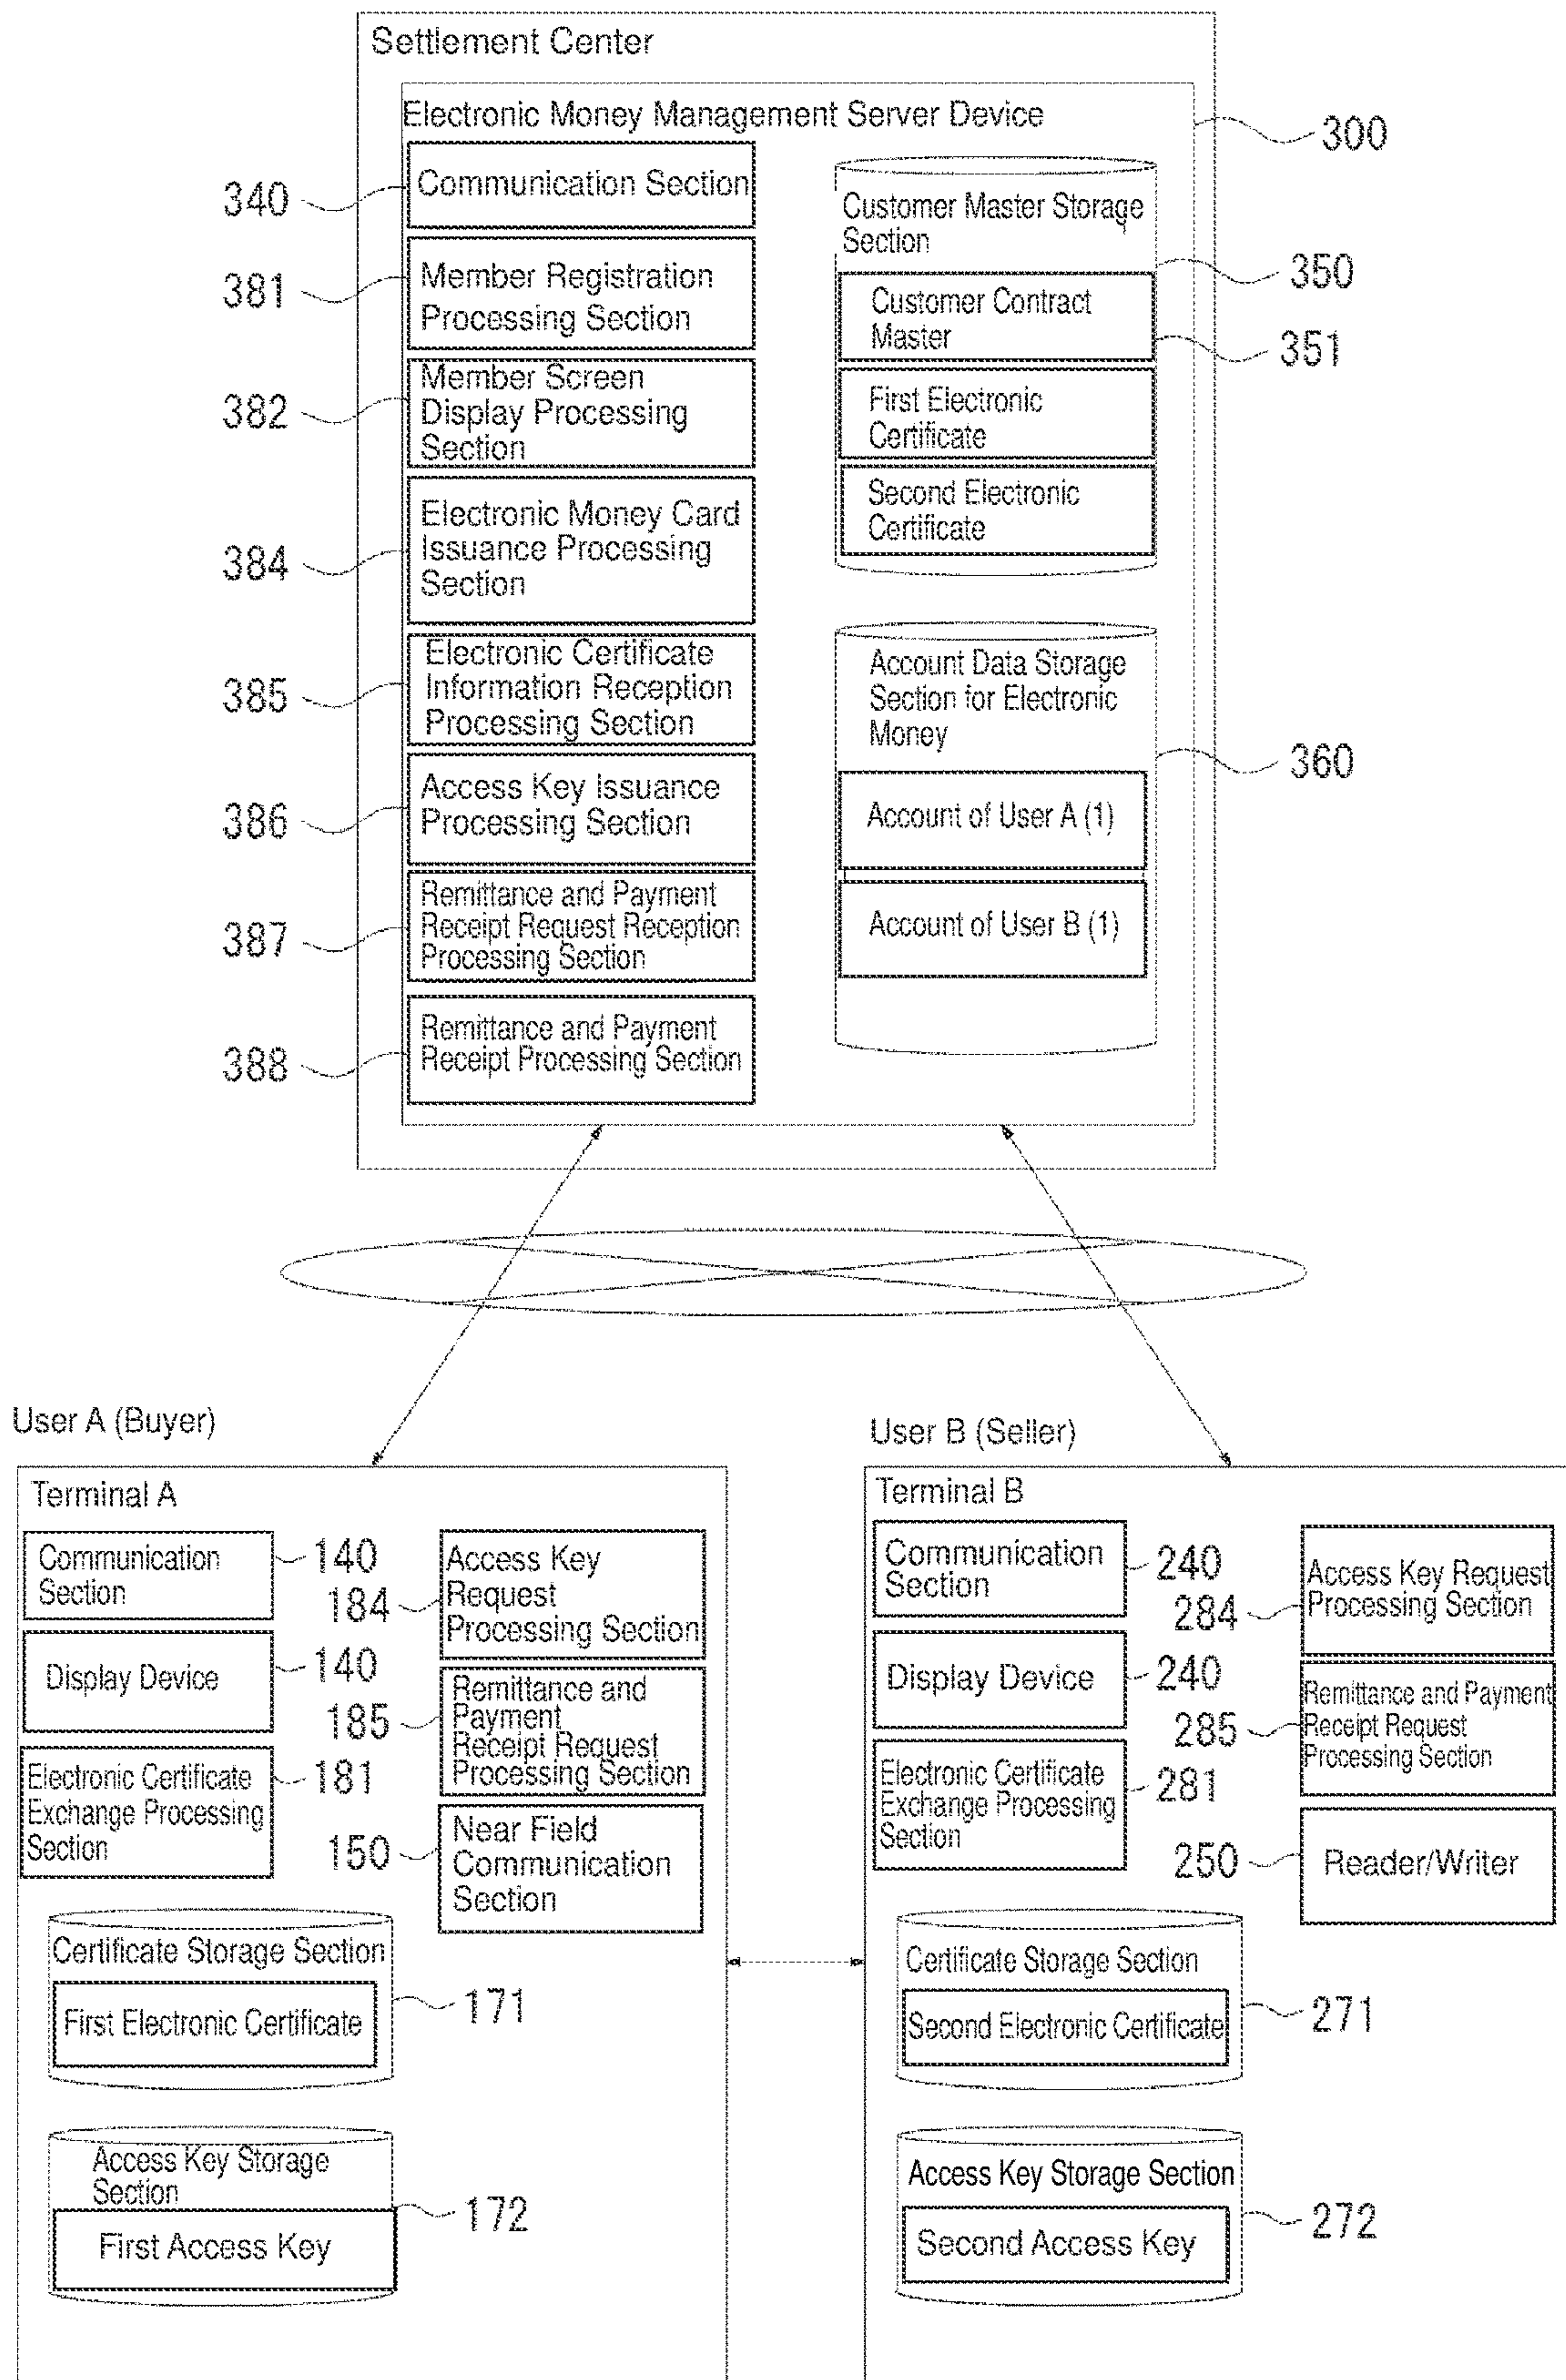 Settlement Center
Electronic Money Management Server Device
300
340
Communication Section
381
Member Registration
Processing Section
382
Member Screen
Display Processing
Section
384
Electronic Money Card
Issuance Processing
Section
385
Electronic Certificate
Information Reception
Processing Section
386
Access Key Issuance
Processing Section
387
Remittance and Payment
Receipt Request Reception
Processing Section
388
Remittance and Payment
Receipt Processing Section
Customer Master Storage
Section
350
Customer Contract
Master
351
First Electronic
Certificate
Second Electronic
Certificate
Account Data Storage
Section for Electronic
Money
360
Account of User A (1)
Account of User B (1)
User A (Buyer)
Terminal A
Communication
Section
140
Display Device
140
Electronic Certificate
Exchange Processing
Section
181
184
Access Key
Request
Processing Section
185
Remittance and
Payment
Receipt Request
Processing Section
150
Near Field
Communication
Section
Certificate Storage Section
First Electronic Certificate
171
Access Key Storage
Section
172
First Access Key
User B (Seller)
Terminal B
Communication
Section
240
Display Device
240
Electronic Certificate
Exchange Processing
Section
281
284
Access Key Request
Processing Section
285
Remittance and Payment
Receipt Request
Processing Section
250
Reader/Writer
Certificate Storage Section
Second Electronic Certificate
271
Access Key Storage Section
Second Access Key
272